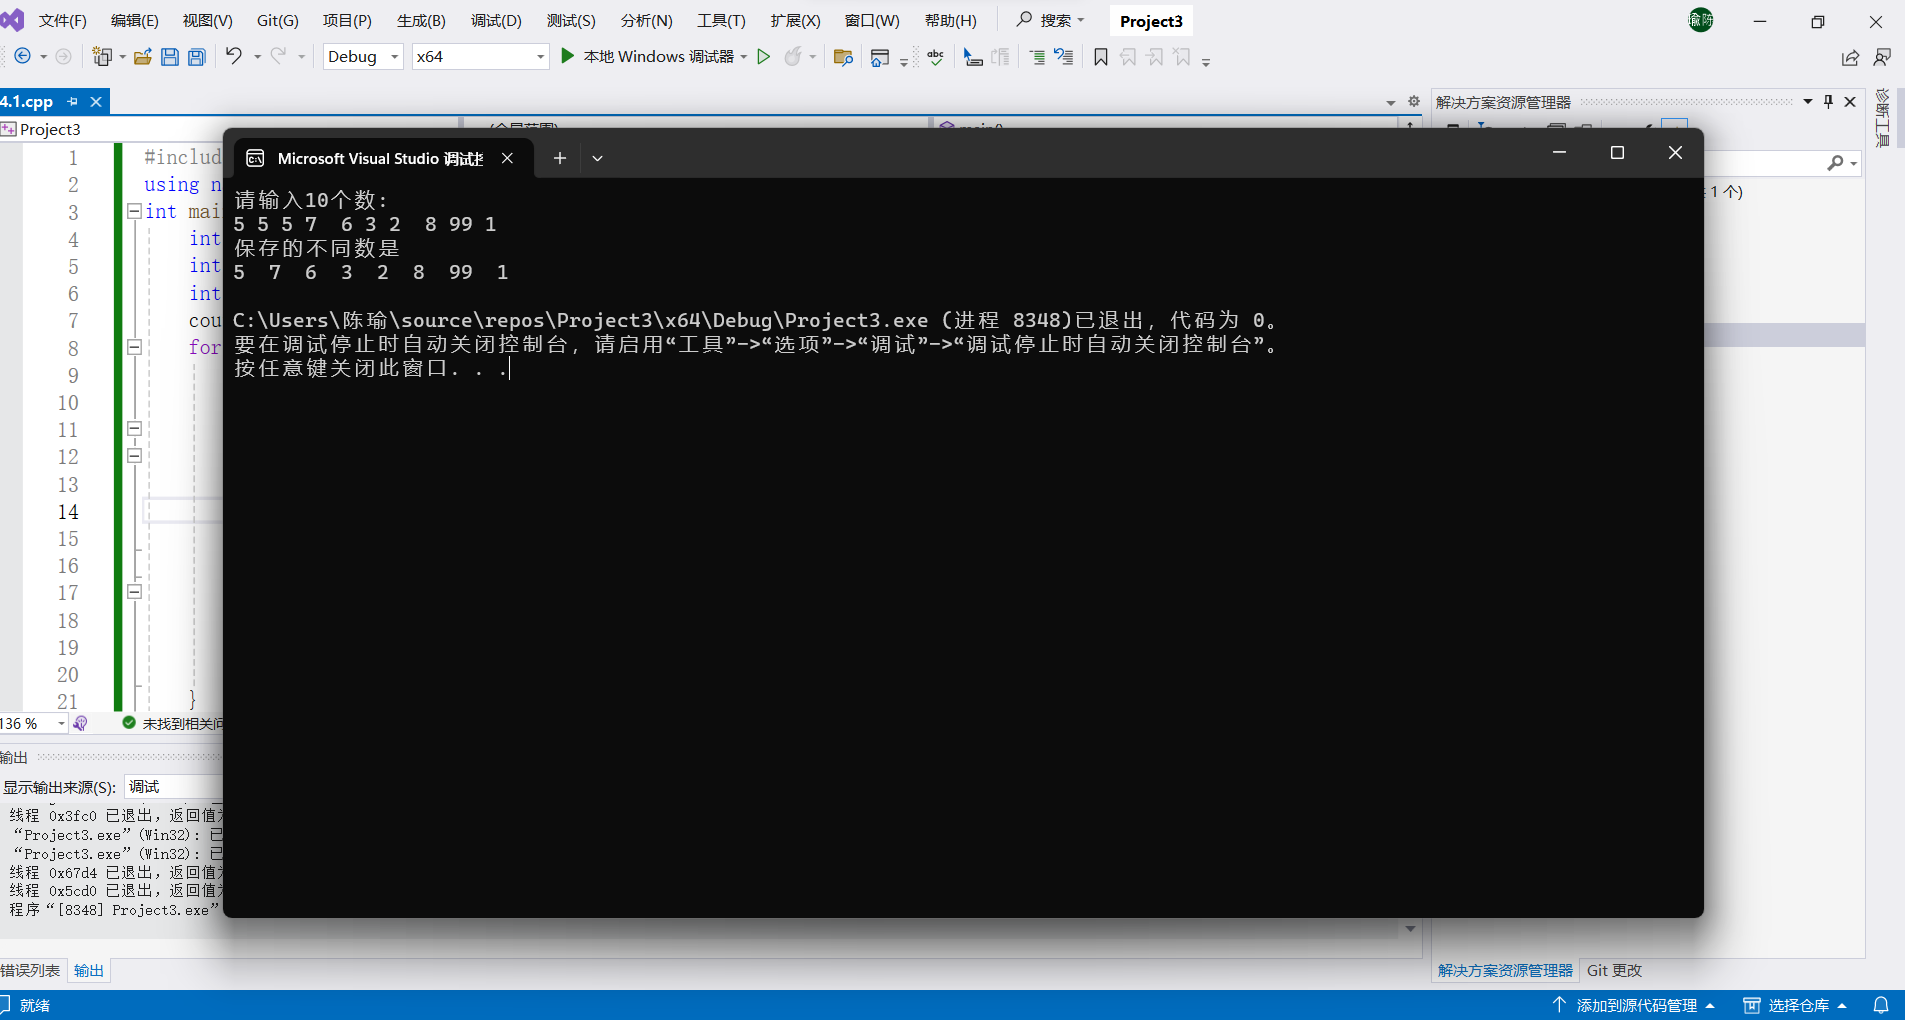 文件(F) 编辑(E) 视图(V) Git(G) 项目(P) 生成(B) 调试(D) 测试(S) 分析(N) 工具(T) 扩展(X) 窗口(W) 帮助(H) 搜索 Project3
Debug x64 本地 Windows 调试器
4.1.cpp
Project3
解决方案资源管理器
诊断工具
1 #includ
2 using n
3 int mai
4 int
5 int
6 int
7 cou
8 for
9
10
11
12
13
14
15
16
17
18
19
20
21 }
1 个)
Microsoft Visual Studio 调试
请输入10个数:
5 5 5 7  6 3 2  8 99 1
保存的不同数是
5  7  6  3  2  8  99  1
C:\Users\陈瑜\source\repos\Project3\x64\Debug\Project3.exe (进程 8348)已退出，代码为 0。
要在调试停止时自动关闭控制台，请启用“工具”->“选项”->“调试”->“调试停止时自动关闭控制台”。
按任意键关闭此窗口. . .
136 % 未找到相关问
输出
显示输出来源(S): 调试
线程 0x3fc0 已退出，返回值为
“Project3.exe”(Win32): 已
“Project3.exe”(Win32): 已
线程 0x67d4 已退出，返回值为
线程 0x5cd0 已退出，返回值为
程序“[8348] Project3.exe”
错误列表 输出
解决方案资源管理器 Git 更改
就绪 添加到源代码管理 选择仓库